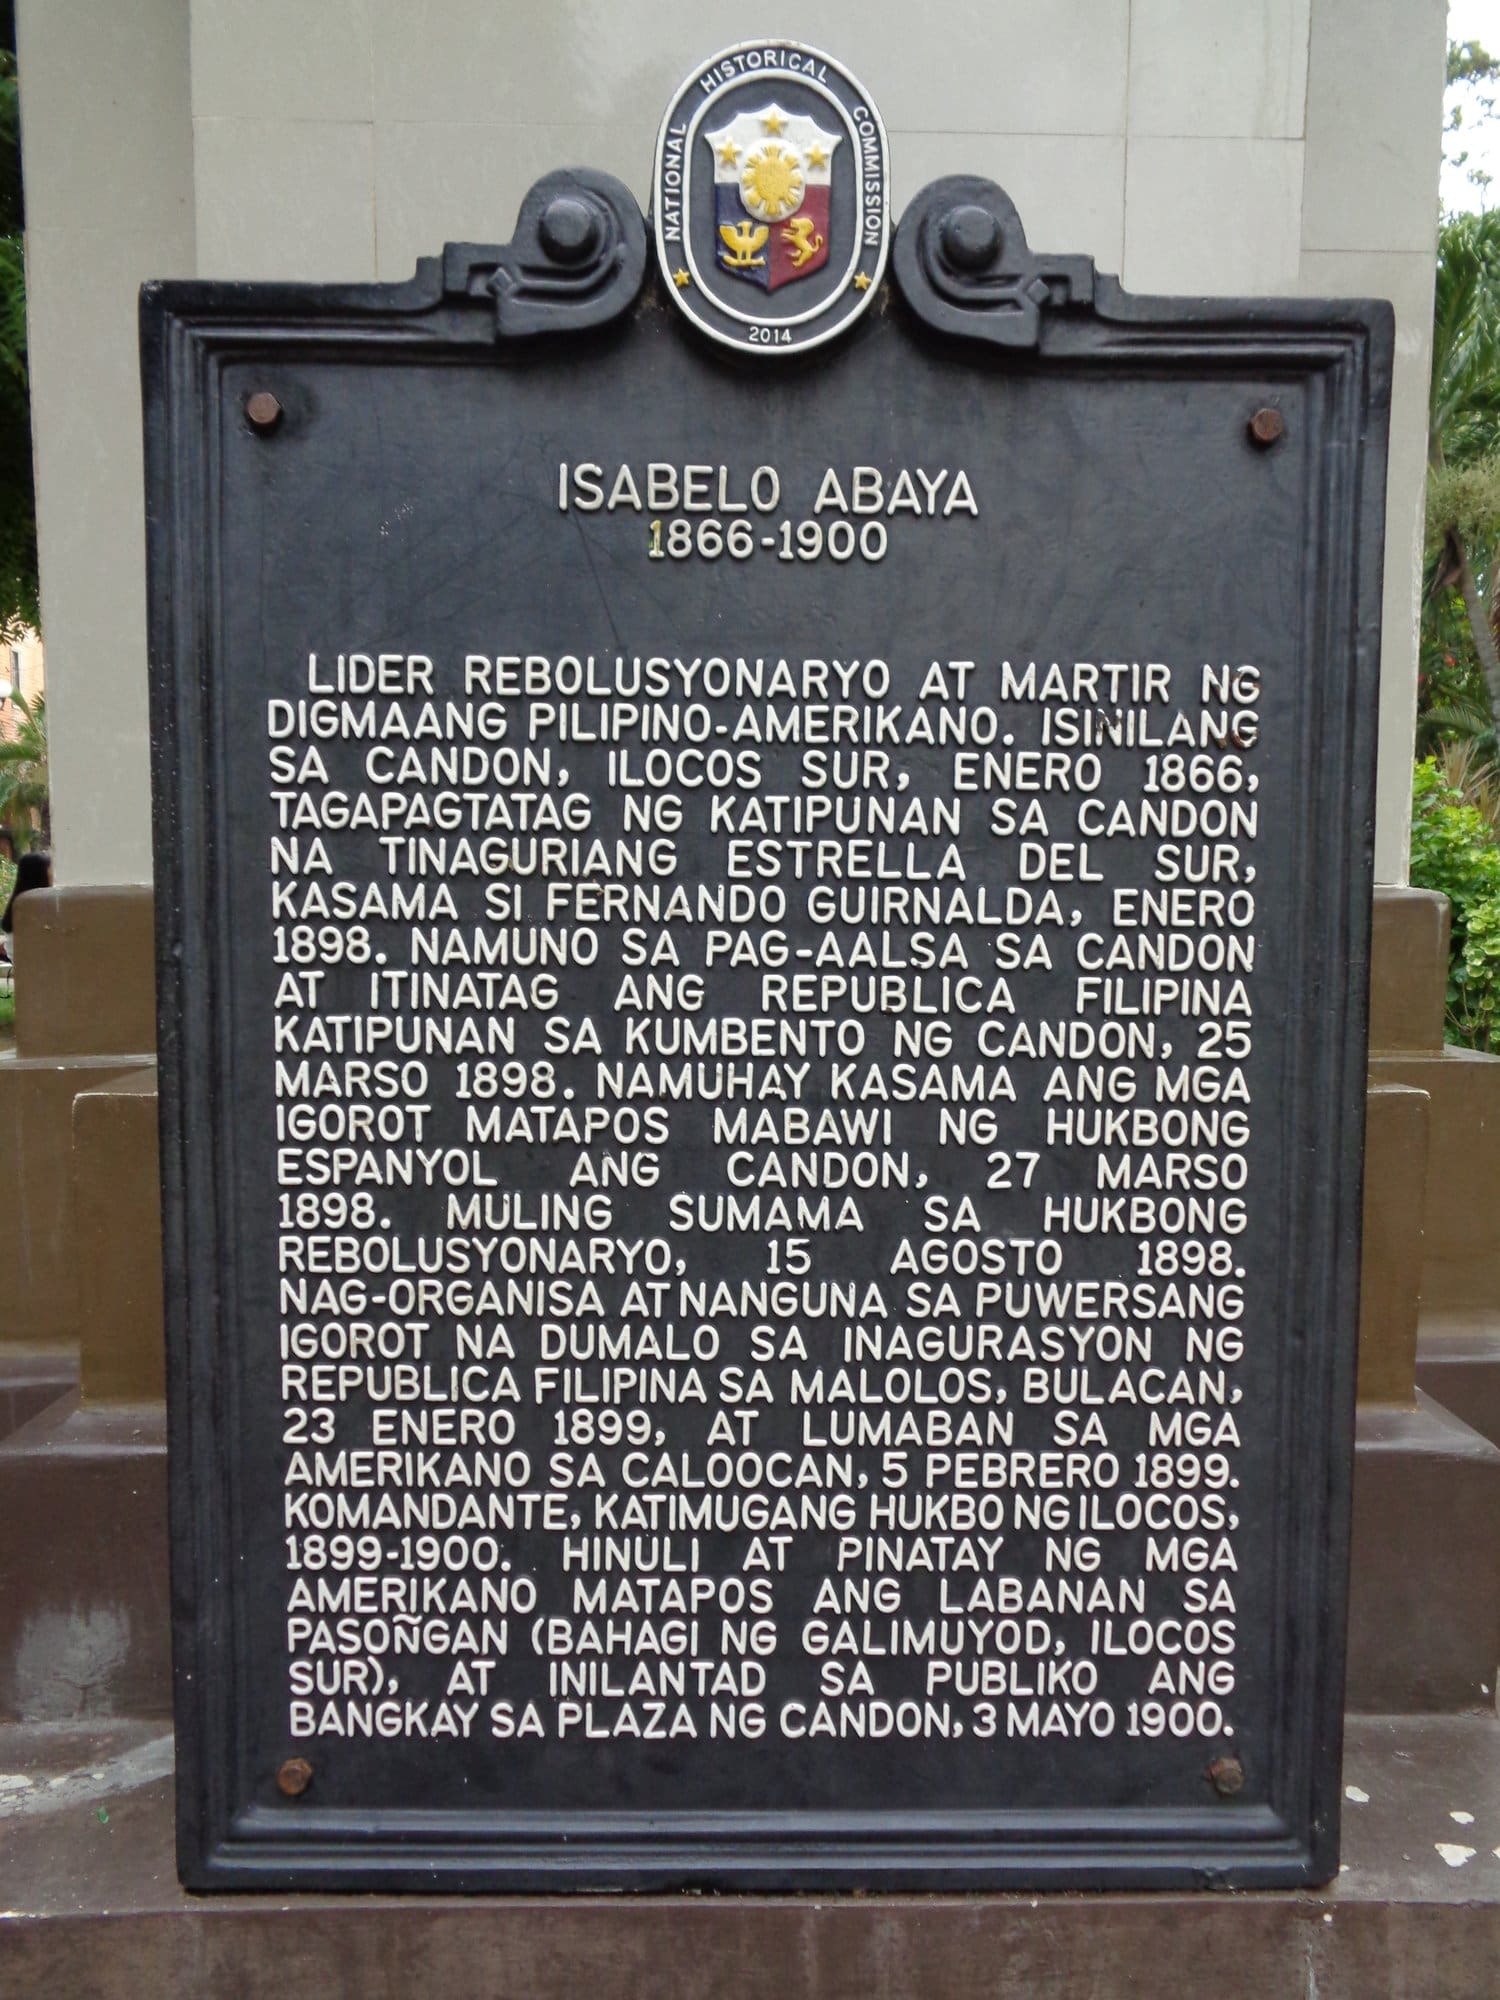 NATIONAL HISTORICAL COMMISSION
2014
ISABELO ABAYA
1866-1900
LIDER REBOLUSYONARYO AT MARTIR NG
DIGMAANG PILIPINO-AMERIKANO. ISINILANG
SA CANDON, ILOCOS SUR, ENERO 1866,
TAGAPAGTATAG NG KATIPUNAN SA CANDON
NA TINAGURIANG ESTRELLA DEL SUR,
KASAMA SI FERNANDO GUIRNALDA, ENERO
1898. NAMUNO SA PAG-AALSA SA CANDON
AT ITINATAG ANG REPUBLICA FILIPINA
KATIPUNAN SA KUMBENTO NG CANDON, 25
MARSO 1898. NAMUHAY KASAMA ANG MGA
IGOROT MATAPOS MABAWI NG HUKBONG
ESPANYOL ANG CANDON, 27 MARSO
1898. MULING SUMAMA SA HUKBONG
REBOLUSYONARYO, 15 AGOSTO 1898.
NAG-ORGANISA AT NANGUNA SA PUWERSANG
IGOROT NA DUMALO SA INAGURASYON NG
REPUBLICA FILIPINA SA MALOLOS, BULACAN,
23 ENERO 1899, AT LUMABAN SA MGA
AMERIKANO SA CALOOCAN, 5 PEBRERO 1899.
KOMANDANTE, KATIMUGANG HUKBO NG ILOCOS,
1899-1900. HINULI AT PINATAY NG MGA
AMERIKANO MATAPOS ANG LABANAN SA
PASOÑGAN (BAHAGI NG GALIMUYOD, ILOCOS
SUR), AT INILANTAD SA PUBLIKO ANG
BANGKAY SA PLAZA NG CANDON, 3 MAYO 1900.